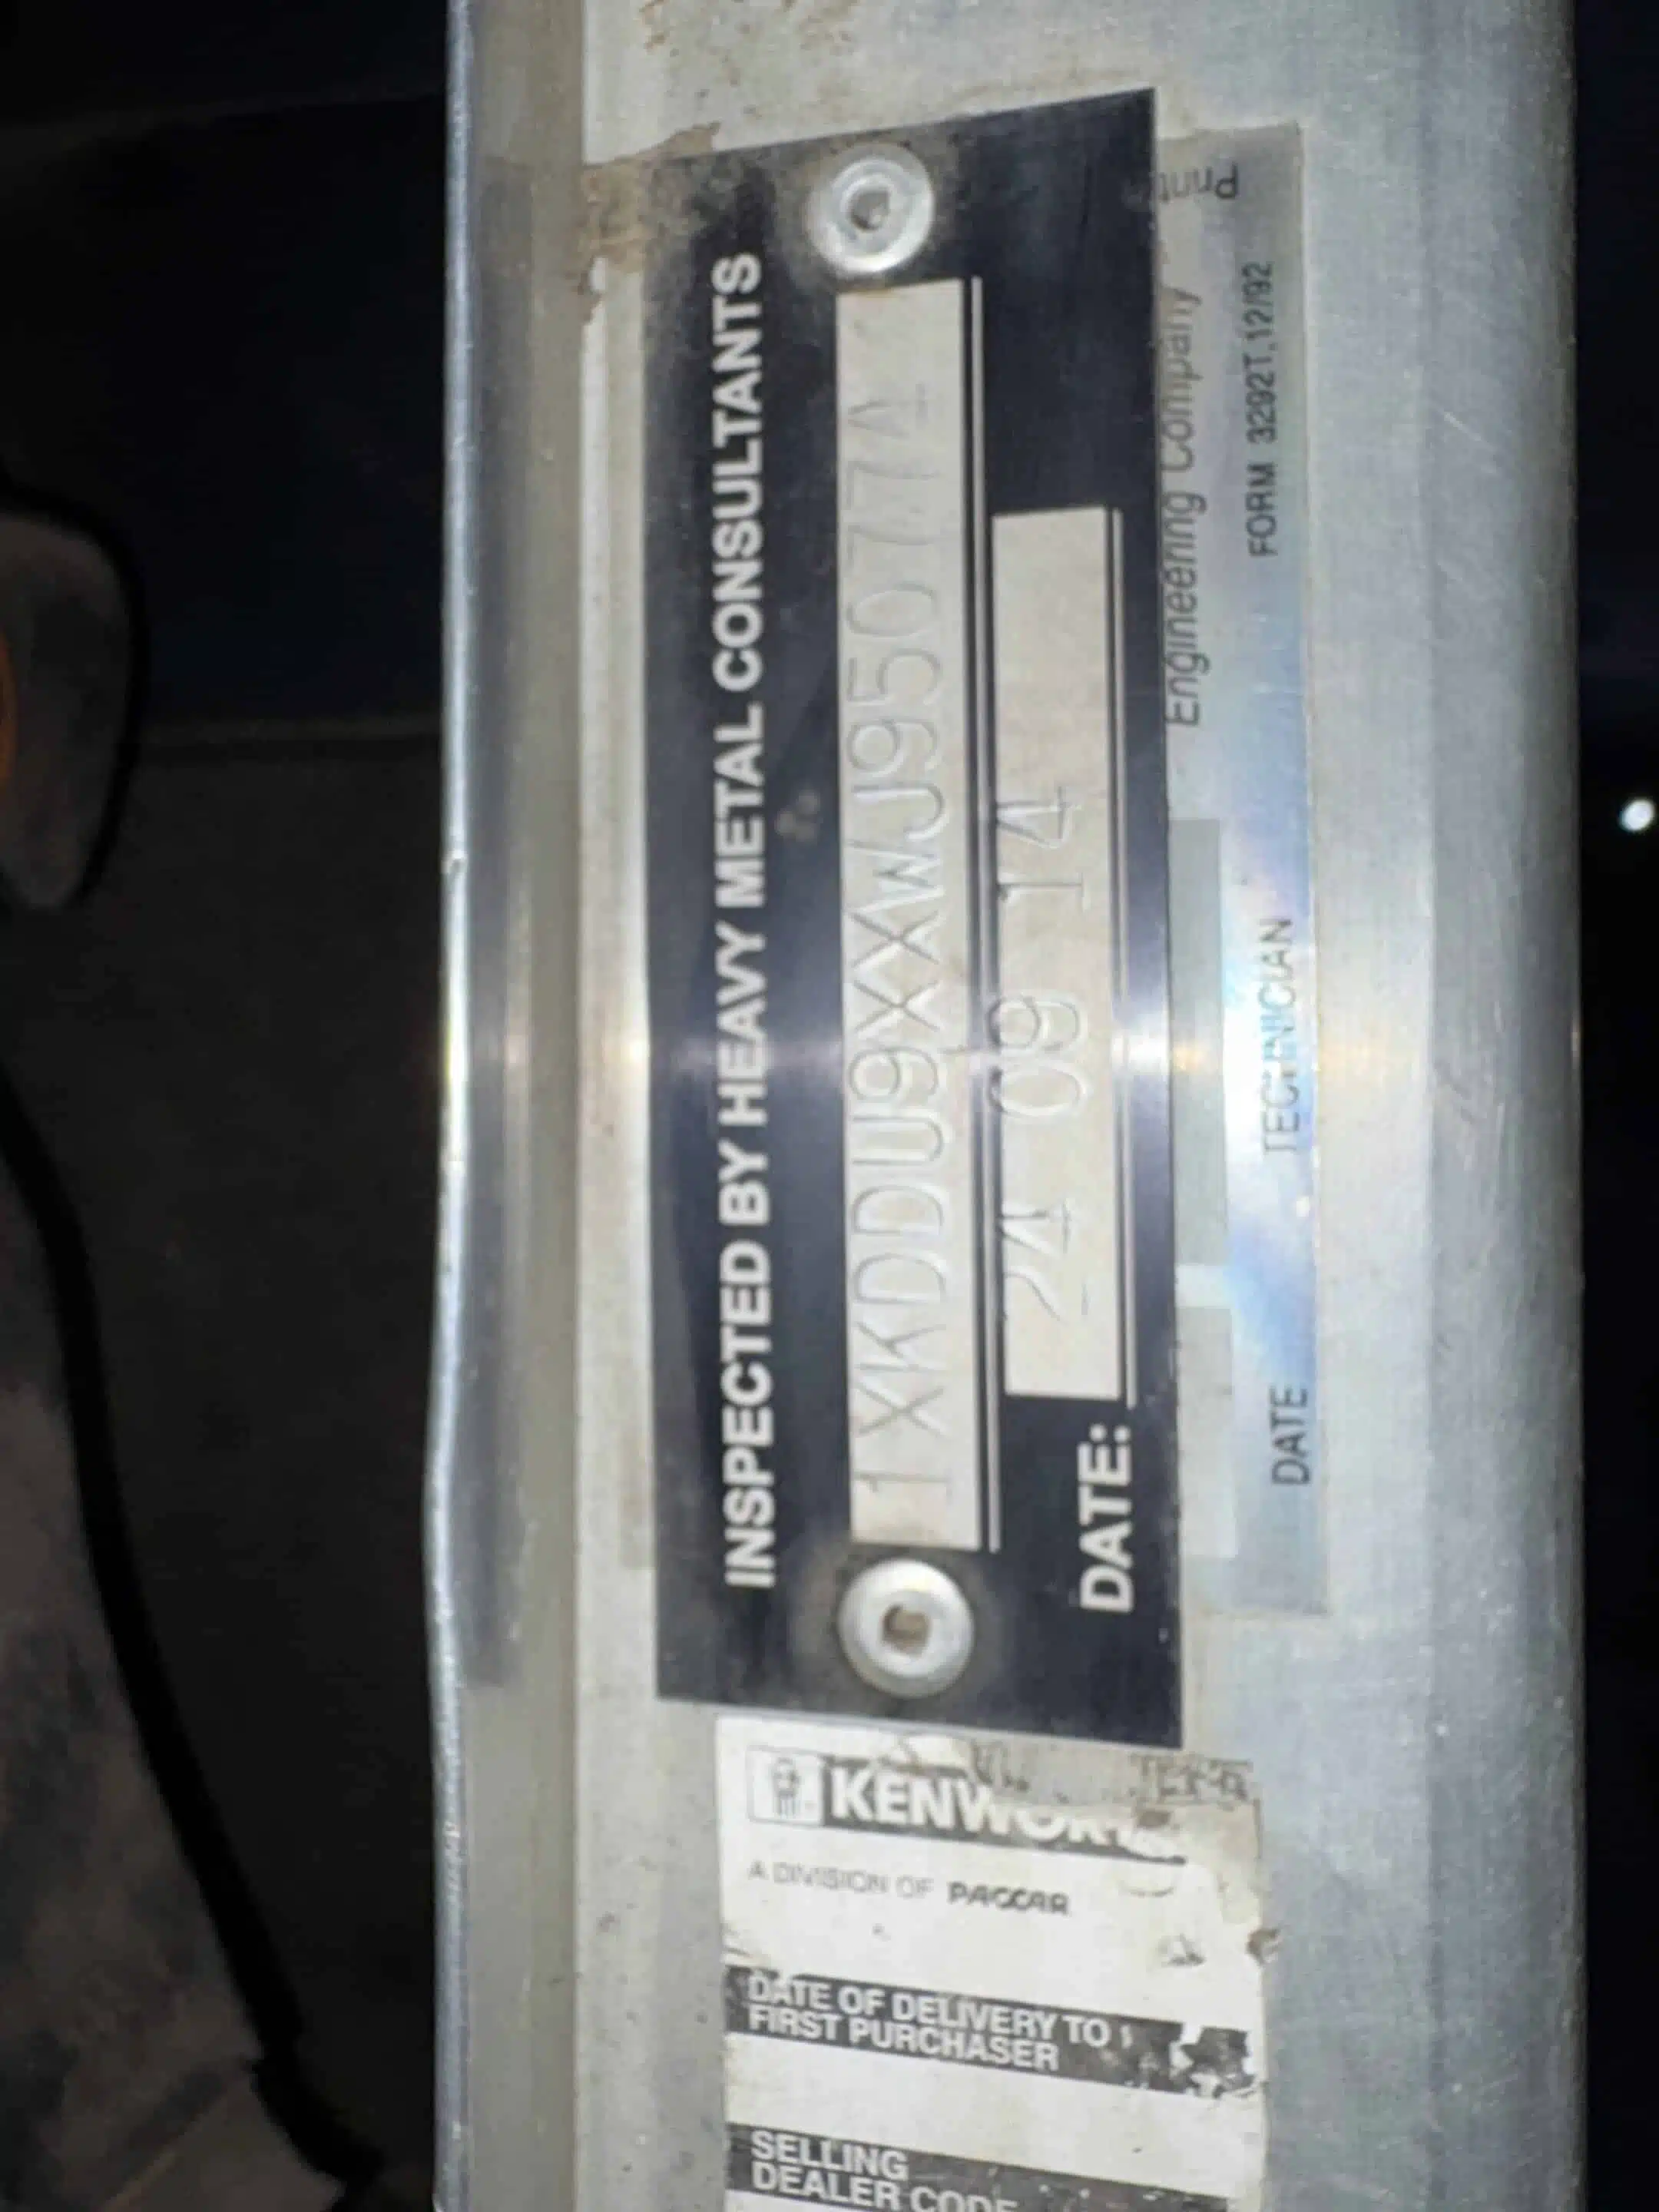 INSPECTED BY HEAVY METAL CONSULTANTS
1XKDDU9XXWJ950774
DATE: 24 09 14
Engineering Company Print
DATE TECHNICIAN FORM 3292T, 12/92
KENWORTH
A DIVISION OF PACCAR
DATE OF DELIVERY TO
FIRST PURCHASER
SELLING
DEALER CODE